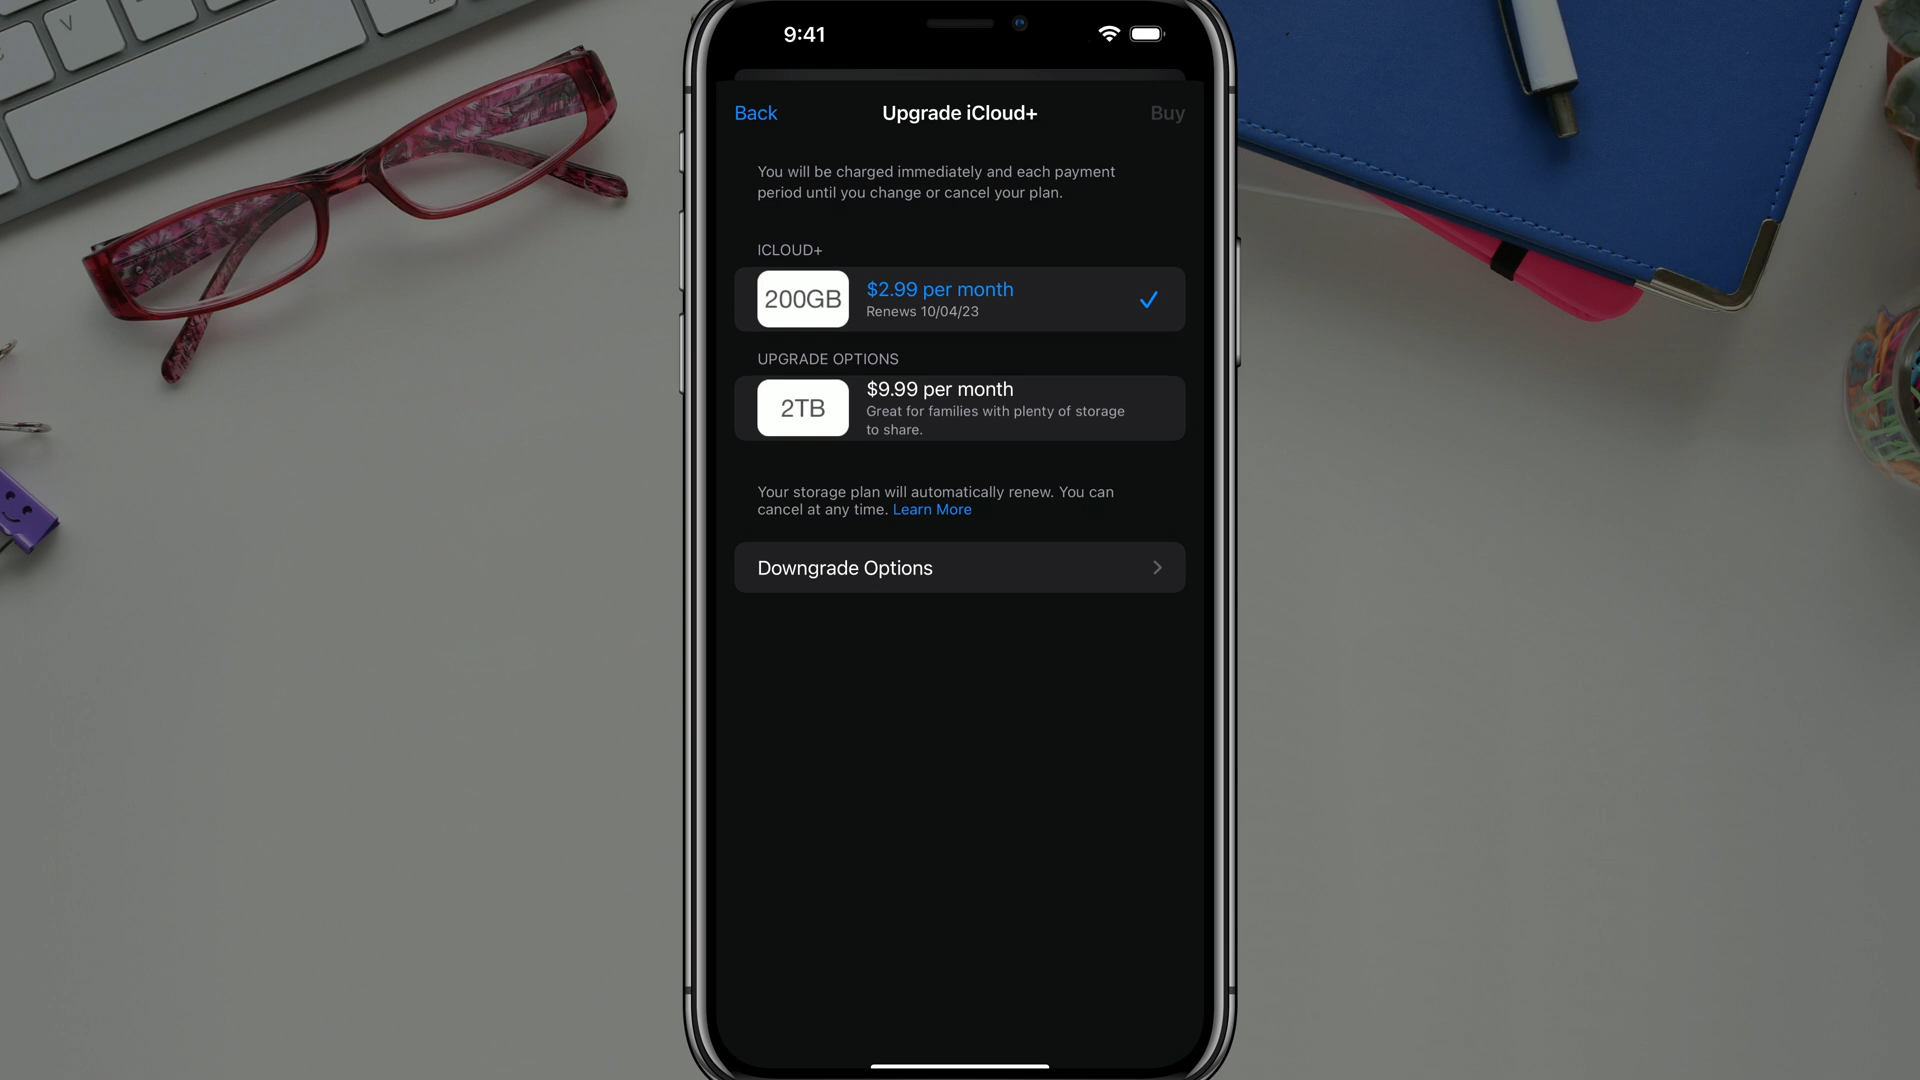 V
9:41
Back
Upgrade iCloud+
Buy
You will be charged immediately and each payment
period until you change or cancel your plan.
ICLOUD+
200GB
$2.99 per month
Renews 10/04/23
UPGRADE OPTIONS
2TB
$9.99 per month
Great for families with plenty of storage
to share.
Your storage plan will automatically renew. You can
cancel at any time. Learn More
Downgrade Options